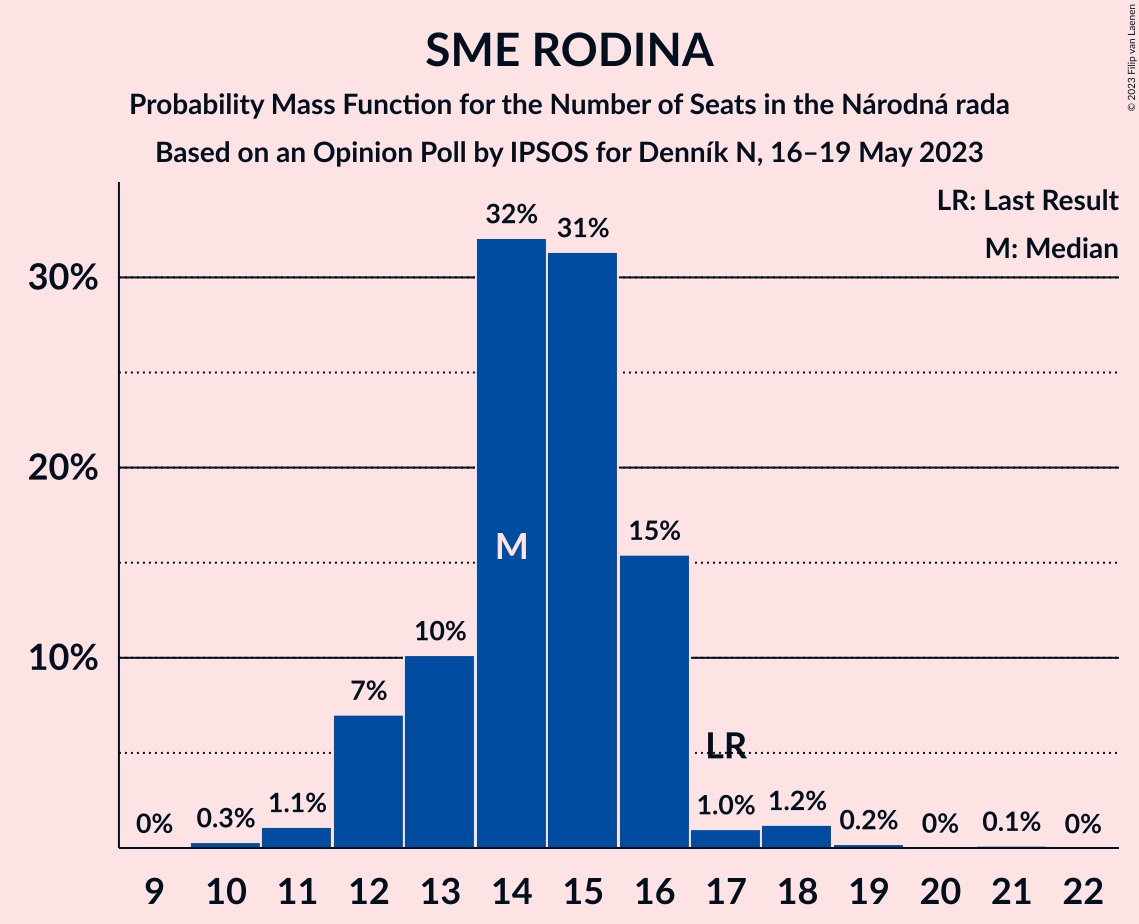 SME RODINA
Probability Mass Function for the Number of Seats in the Národná rada
Based on an Opinion Poll by IPSOS for Denník N, 16–19 May 2023
© 2023 Filip van Laenen
LR: Last Result
M: Median
30%
20%
10%
0%
0.3%
1.1%
7%
10%
32%
31%
15%
1.0%
1.2%
0.2%
0%
0.1%
0%
M
LR
9 10 11 12 13 14 15 16 17 18 19 20 21 22